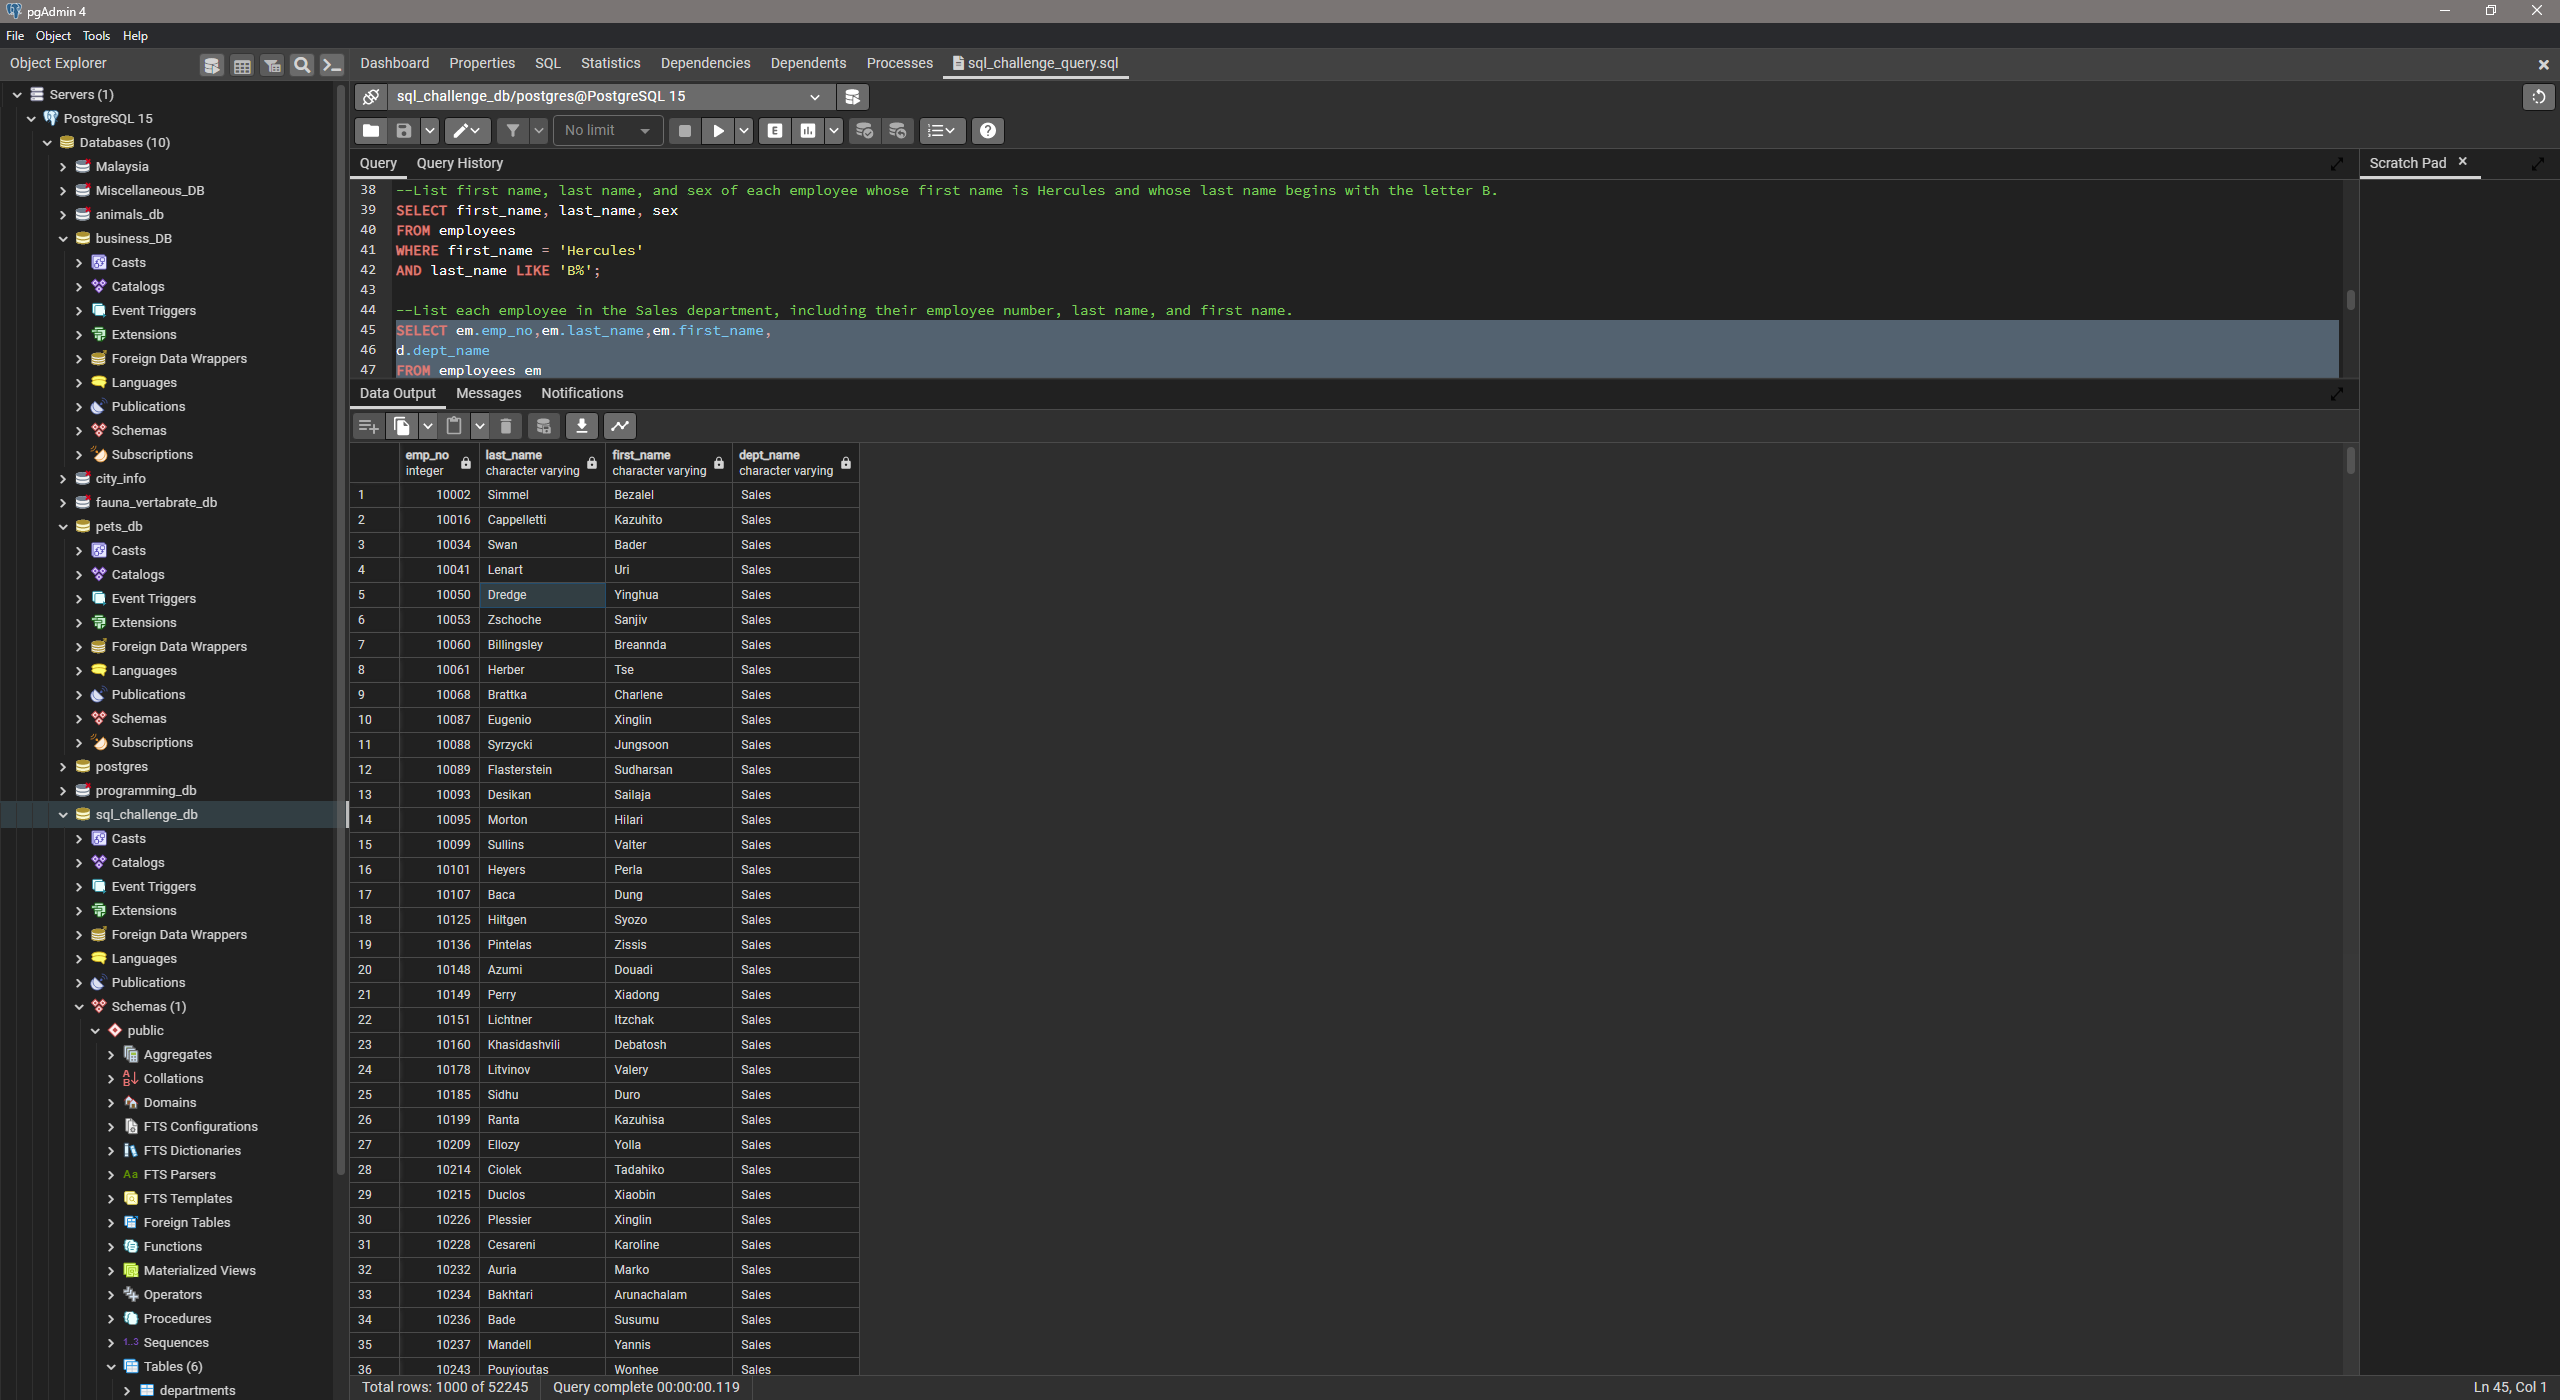 pgAdmin 4
File Object Tools Help
Object Explorer
Dashboard Properties SQL Statistics Dependencies Dependents Processes sql_challenge_query.sql
Servers (1)
PostgreSQL 15
Databases (10)
Malaysia
Miscellaneous_DB
animals_db
business_DB
Casts
Catalogs
Event Triggers
Extensions
Foreign Data Wrappers
Languages
Publications
Schemas
Subscriptions
city_info
fauna_vertabrate_db
pets_db
Casts
Catalogs
Event Triggers
Extensions
Foreign Data Wrappers
Languages
Publications
Schemas
Subscriptions
postgres
programming_db
sql_challenge_db
Casts
Catalogs
Event Triggers
Extensions
Foreign Data Wrappers
Languages
Publications
Schemas (1)
public
Aggregates
Collations
Domains
FTS Configurations
FTS Dictionaries
Aa FTS Parsers
FTS Templates
Foreign Tables
Functions
Materialized Views
Operators
Procedures
1..3 Sequences
Tables (6)
departments
sql_challenge_db/postgres@PostgreSQL 15
No limit
E
Query Query History
Scratch Pad
38 --List first name, last name, and sex of each employee whose first name is Hercules and whose last name begins with the letter B.
39 SELECT first_name, last_name, sex
40 FROM employees
41 WHERE first_name = 'Hercules'
42 AND last_name LIKE 'B%';
43
44 --List each employee in the Sales department, including their employee number, last name, and first name.
45 SELECT em.emp_no,em.last_name,em.first_name,
46 d.dept_name
47 FROM employees em
Data Output Messages Notifications
emp_no last_name first_name dept_name
integer character varying character varying character varying
1 10002 Simmel Bezalel Sales
2 10016 Cappelletti Kazuhito Sales
3 10034 Swan Bader Sales
4 10041 Lenart Uri Sales
5 10050 Dredge Yinghua Sales
6 10053 Zschoche Sanjiv Sales
7 10060 Billingsley Breannda Sales
8 10061 Herber Tse Sales
9 10068 Brattka Charlene Sales
10 10087 Eugenio Xinglin Sales
11 10088 Syrzycki Jungsoon Sales
12 10089 Flasterstein Sudharsan Sales
13 10093 Desikan Sailaja Sales
14 10095 Morton Hilari Sales
15 10099 Sullins Valter Sales
16 10101 Heyers Perla Sales
17 10107 Baca Dung Sales
18 10125 Hiltgen Syozo Sales
19 10136 Pintelas Zissis Sales
20 10148 Azumi Douadi Sales
21 10149 Perry Xiadong Sales
22 10151 Lichtner Itzchak Sales
23 10160 Khasidashvili Debatosh Sales
24 10178 Litvinov Valery Sales
25 10185 Sidhu Duro Sales
26 10199 Ranta Kazuhisa Sales
27 10209 Ellozy Yolla Sales
28 10214 Ciolek Tadahiko Sales
29 10215 Duclos Xiaobin Sales
30 10226 Plessier Xinglin Sales
31 10228 Cesareni Karoline Sales
32 10232 Auria Marko Sales
33 10234 Bakhtari Arunachalam Sales
34 10236 Bade Susumu Sales
35 10237 Mandell Yannis Sales
36 10243 Pouyioutas Wonhee Sales
Total rows: 1000 of 52245 Query complete 00:00:00.119
Ln 45, Col 1